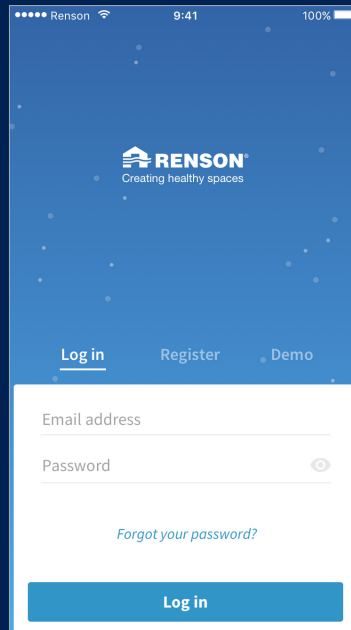 ●●●●● Renson 9:41 100%
RENSON®
Creating healthy spaces
Log in Register Demo
Email address
Password
Forgot your password?
Log in